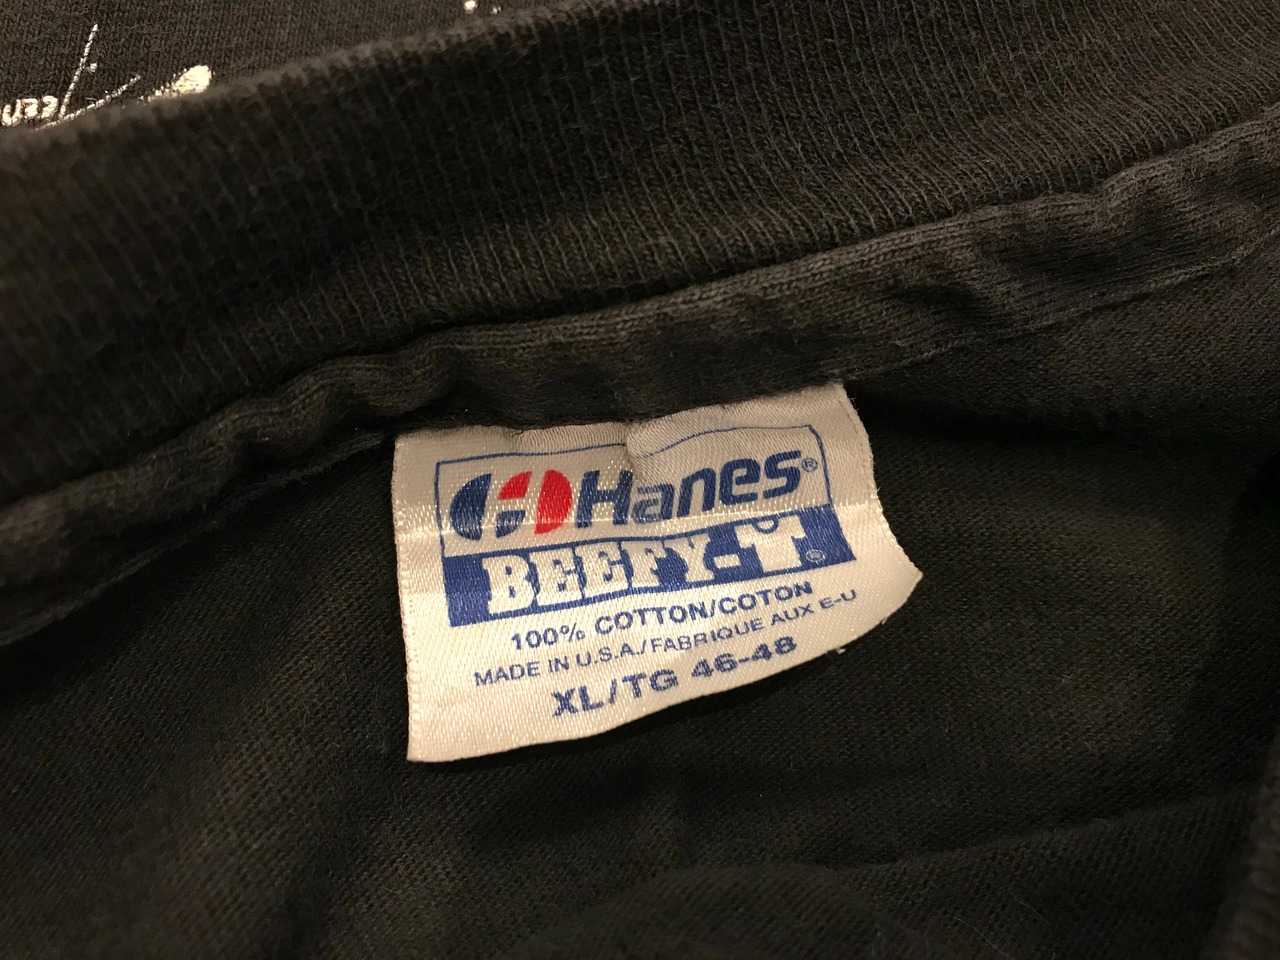 Hanes®
BEEFY-T®
100% COTTON/COTON
MADE IN U.S.A./FABRIQUE AUX E-U
XL/TG 46-48